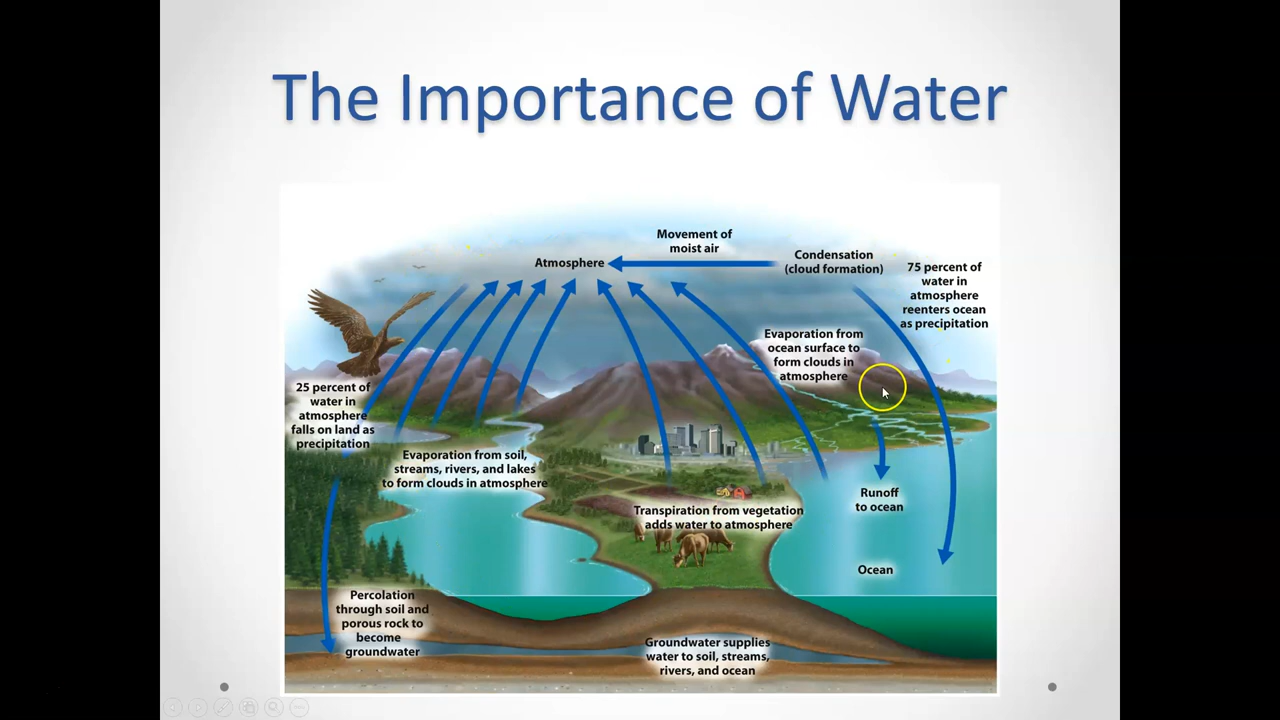 The Importance of Water
Movement of
moist air
Atmosphere
Condensation
(cloud formation)
75 percent of
water in
atmosphere
reenters ocean
as precipitation
Evaporation from
ocean surface to
form clouds in
atmosphere
25 percent of
water in
atmosphere
falls on land as
precipitation
Evaporation from soil,
streams, rivers, and lakes
to form clouds in atmosphere
Transpiration from vegetation
adds water to atmosphere
Runoff
to ocean
Ocean
Percolation
through soil and
porous rock to
become
groundwater
Groundwater supplies
water to soil, streams,
rivers, and ocean